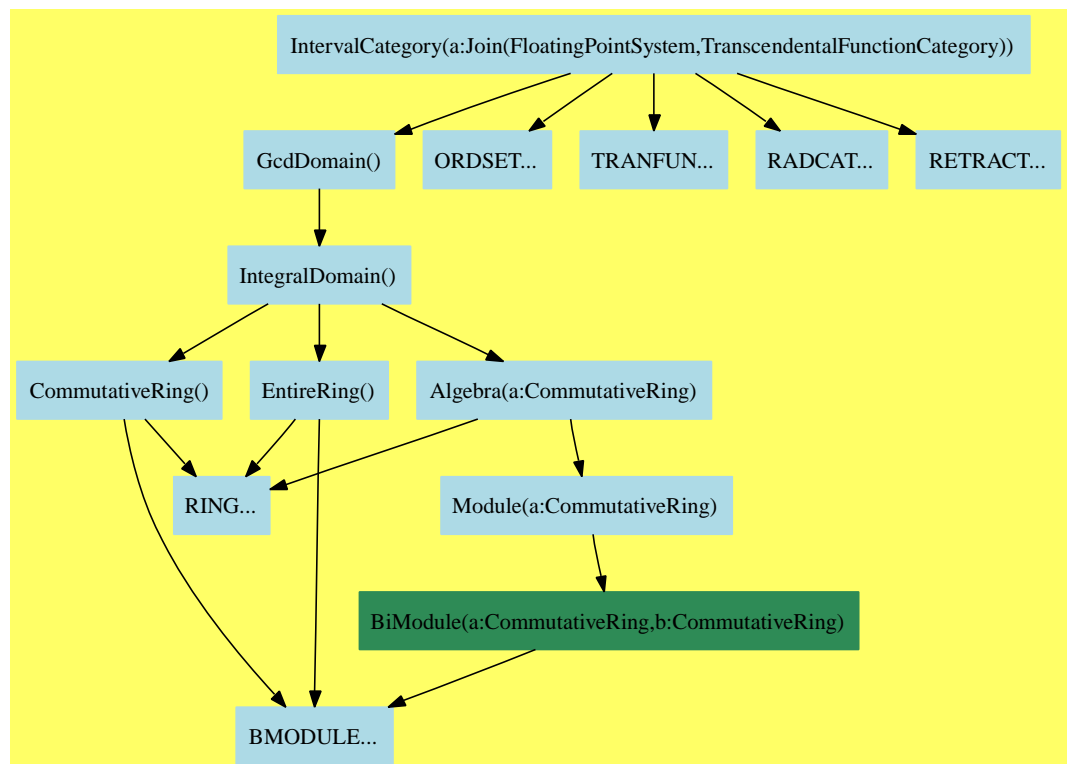 IntervalCategory(a:Join(FloatingPointSystem,TranscendentalFunctionCategory))
GcdDomain()
ORDSET...
TRANFUN...
RADCAT...
RETRACT...
IntegralDomain()
CommutativeRing()
EntireRing()
Algebra(a:CommutativeRing)
RING...
Module(a:CommutativeRing)
BiModule(a:CommutativeRing,b:CommutativeRing)
BMODULE...